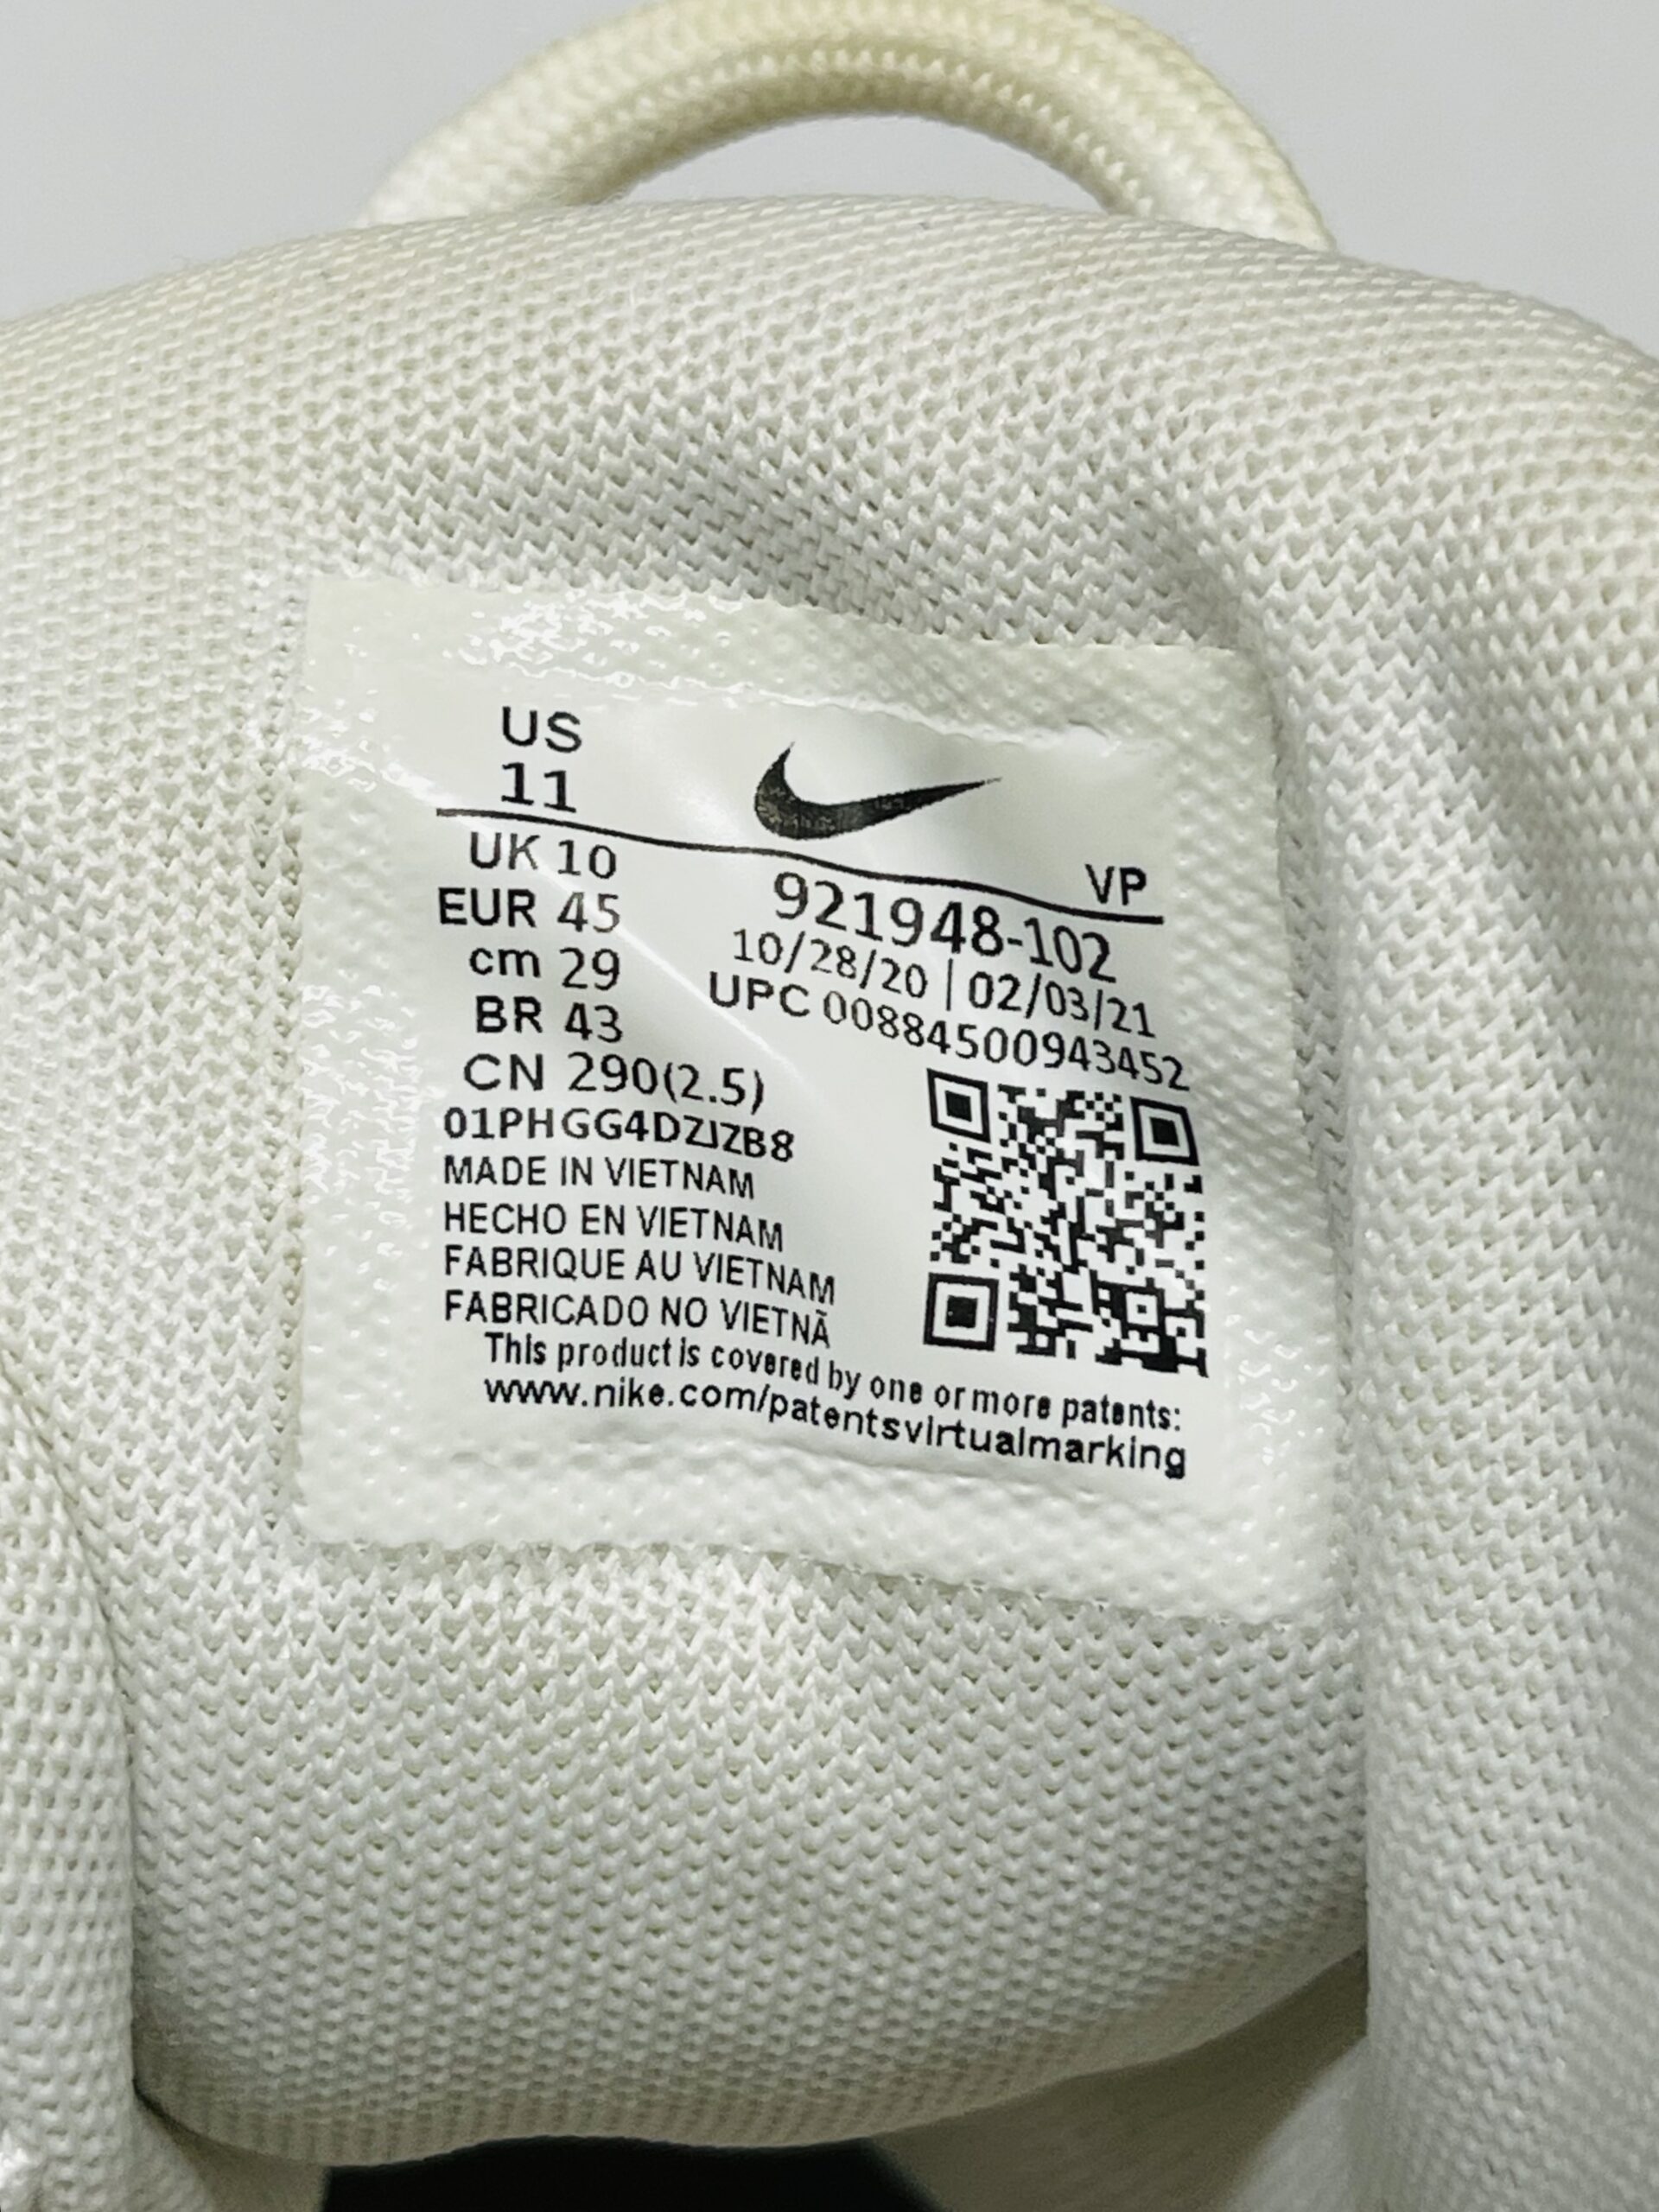 US
11
UK 10
EUR 45
cm 29
BR 43
CN 290(2.5)
VP
921948-102
10/28/20 | 02/03/21
UPC 00884500943452
01PHGG4DZJZB8
MADE IN VIETNAM
HECHO EN VIETNAM
FABRIQUE AU VIETNAM
FABRICADO NO VIETNÃ
This product is covered by one or more patents:
www.nike.com/patentsvirtualmarking